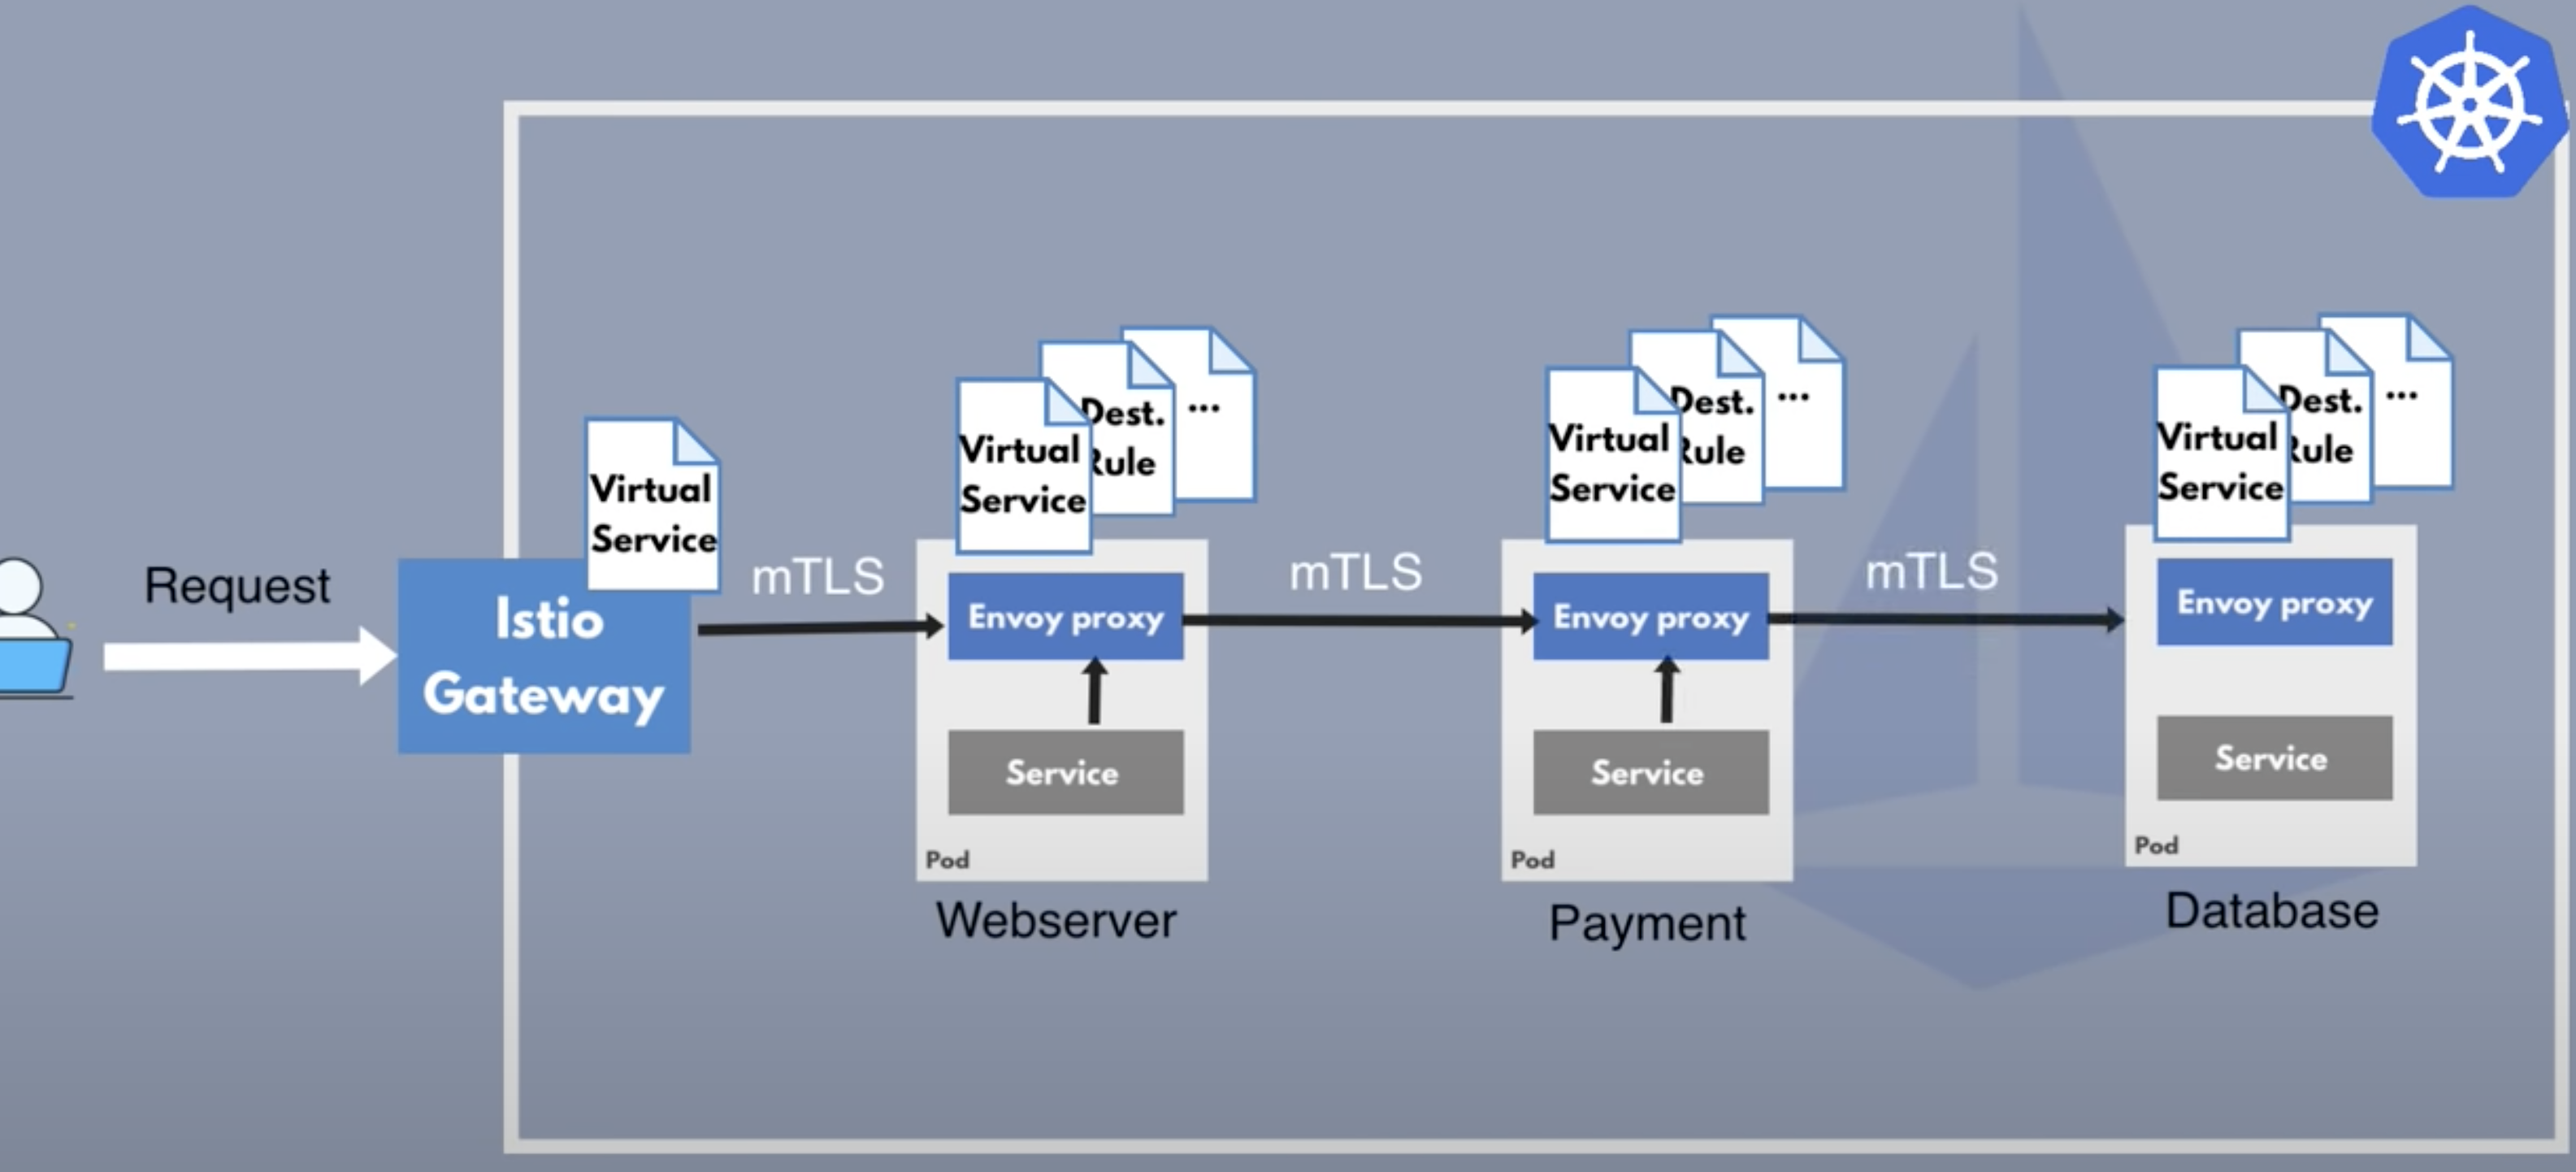 Request
Istio
Gateway
Virtual
Service
mTLS
Virtual
Service
Dest.
Rule
...
Envoy proxy
Service
Pod
Webserver
mTLS
Virtual
Service
Dest.
Rule
...
Envoy proxy
Service
Pod
Payment
mTLS
Virtual
Service
Dest.
Rule
...
Envoy proxy
Service
Pod
Database